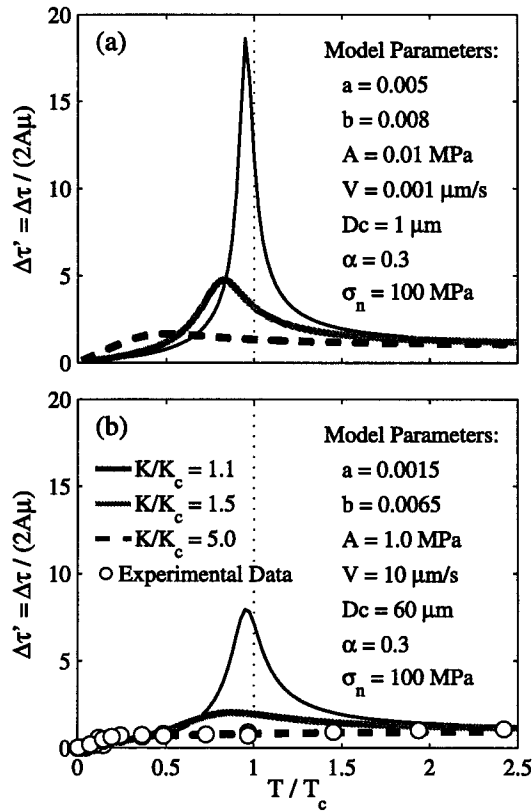 20
(a)
Model Parameters:
a = 0.005
15
b = 0.008
A = 0.01 MPa
10
V = 0.001 μm/s
Dc = 1 μm
5
α = 0.3
σn = 100 MPa
0
Δτ' = Δτ / (2Aμ)
20
(b)
Model Parameters:
K/Kc = 1.1
a = 0.0015
15
K/Kc = 1.5
b = 0.0065
K/Kc = 5.0
A = 1.0 MPa
10
Experimental Data
V = 10 μm/s
Dc = 60 μm
5
α = 0.3
σn = 100 MPa
0
Δτ' = Δτ / (2Aμ)
0 0.5 1 1.5 2 2.5
T / Tc